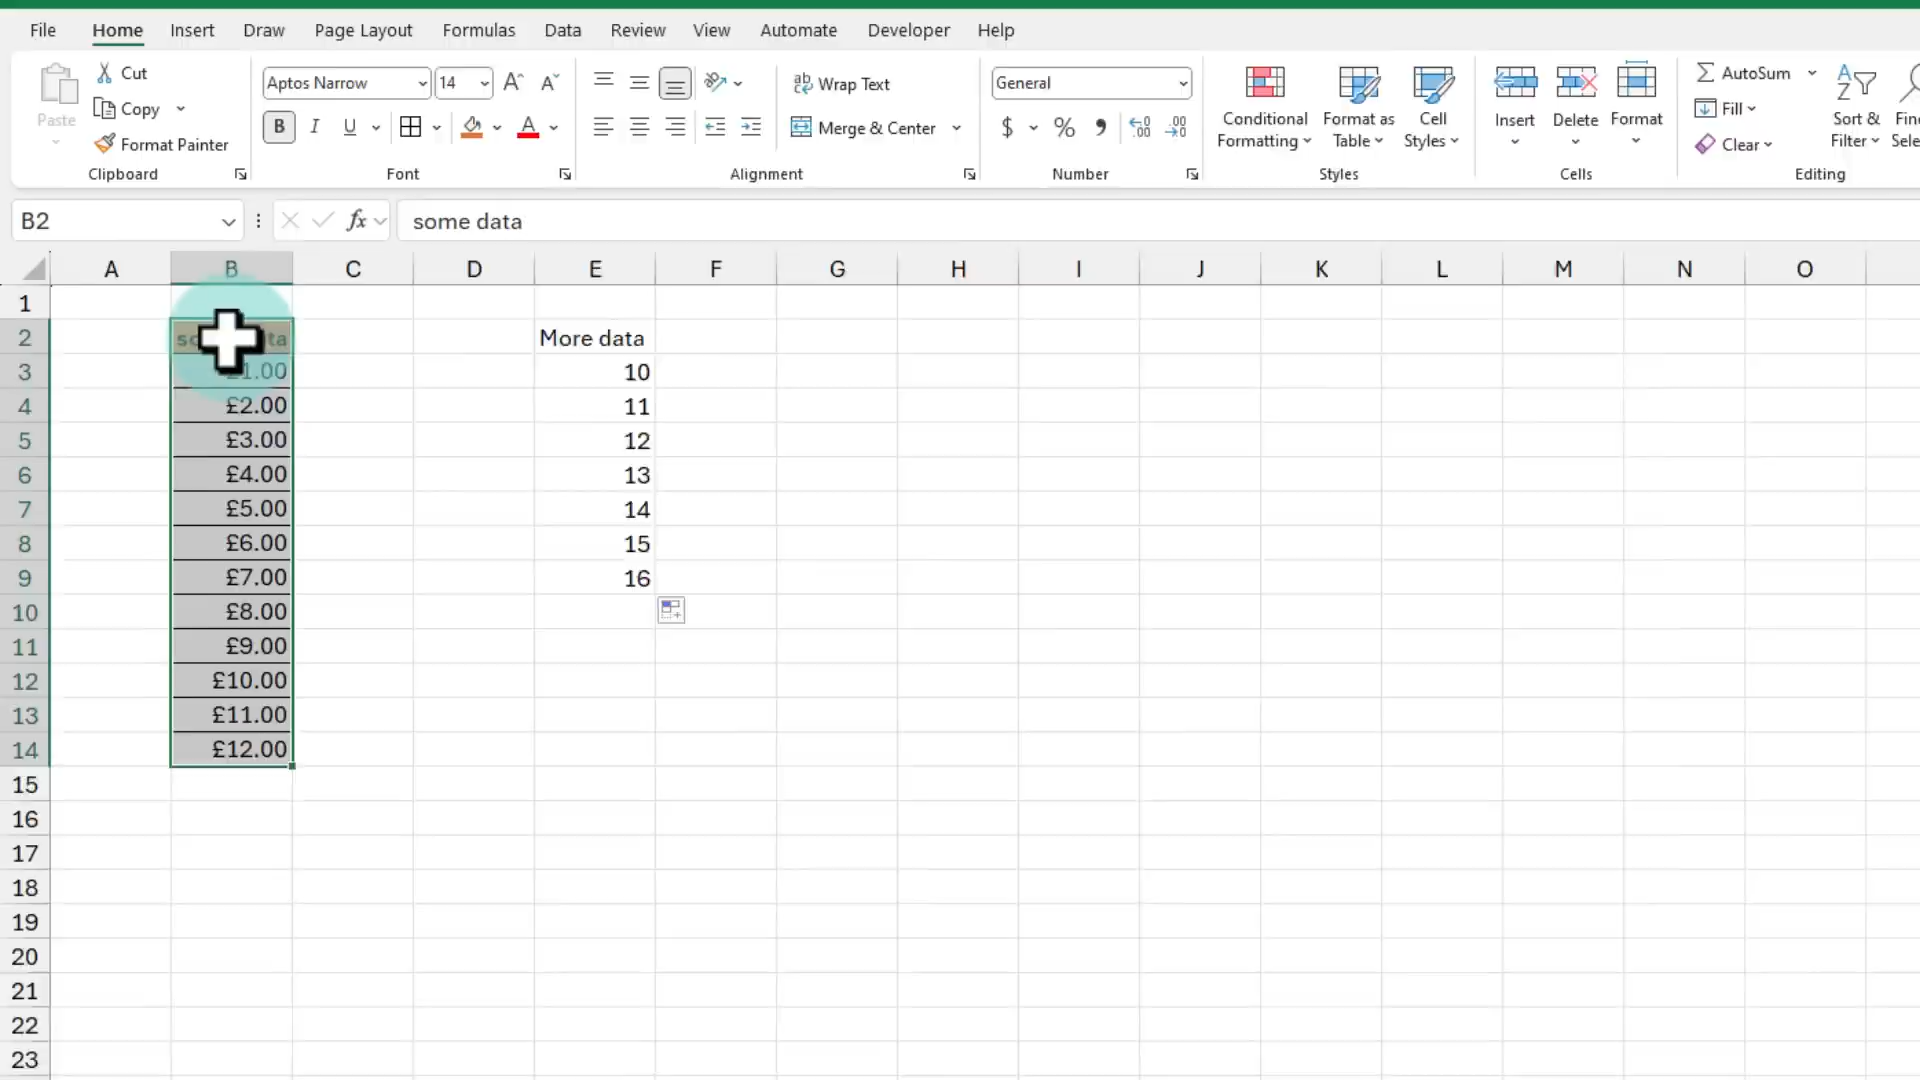 File Home Insert Draw Page Layout Formulas Data Review View Automate Developer Help
Paste
Cut
Copy
Format Painter
Clipboard
Aptos Narrow 14
B I U
Font
Wrap Text
Merge & Center
Alignment
General
$ % 9
Number
Conditional Formatting
Format as Table
Cell Styles
Styles
Insert Delete Format
Cells
AutoSum
Fill
Clear
Sort & Filter
Editing
B2 fx some data
A B C D E F G H I J K L M N O
1
2 More data
3 10
4 £2.00 11
5 £3.00 12
6 £4.00 13
7 £5.00 14
8 £6.00 15
9 £7.00 16
10 £8.00
11 £9.00
12 £10.00
13 £11.00
14 £12.00
15
16
17
18
19
20
21
22
23